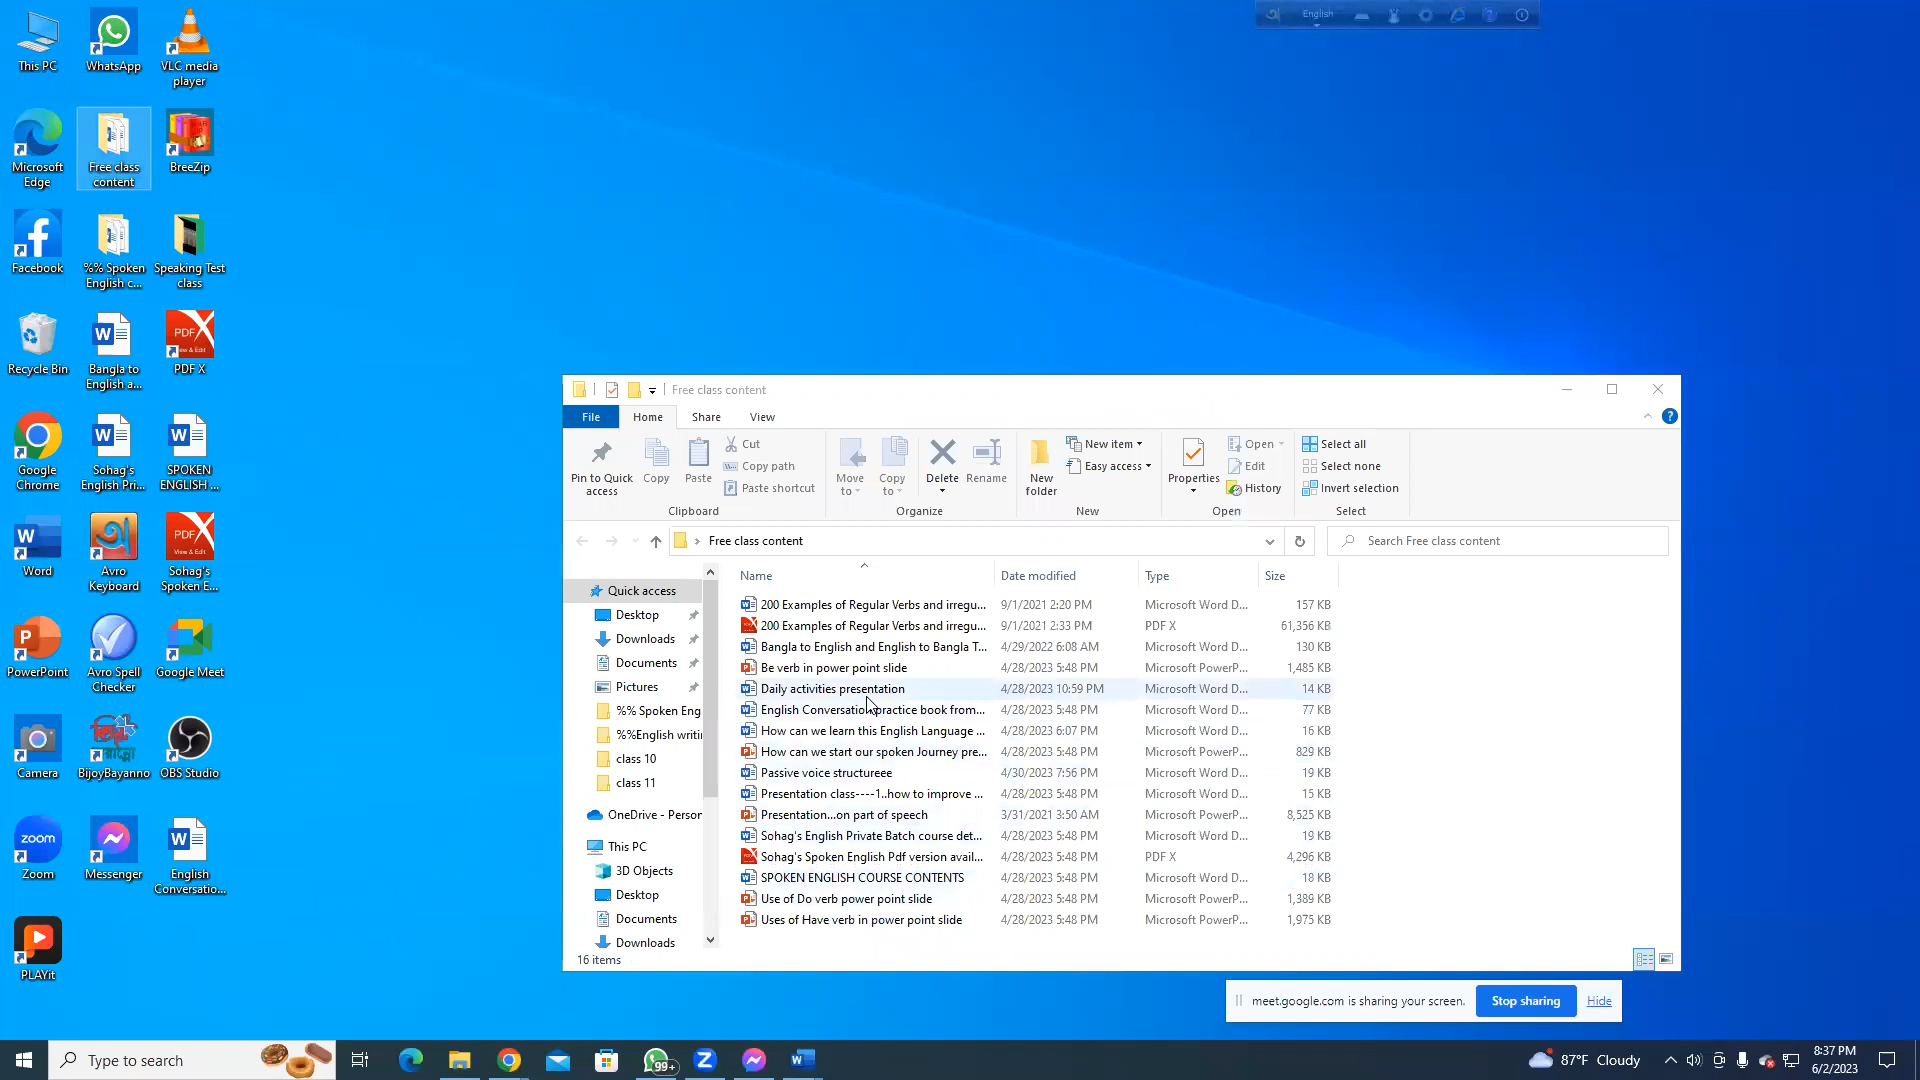 English
This PC
WhatsApp
VLC media
player
Microsoft
Edge
Free class
content
BreeZip
Facebook
%% Spoken
English c...
Speaking Test
class
Recycle Bin
Bangla to
English a...
PDF X
Google
Chrome
Sohag's
English Pri...
SPOKEN
ENGLISH ...
Word
Avro
Keyboard
Sohag's
Spoken E...
PowerPoint
Avro Spell
Checker
Google Meet
Camera
BijoyBayanno
OBS Studio
Zoom
Messenger
English
Conversatio...
PLAYit
Free class content
File Home Share View
Pin to Quick
access
Copy
Paste
Cut
Copy path
Paste shortcut
Clipboard
Move
to
Copy
to
Delete
Rename
Organize
New
folder
New item
Easy access
New
Properties
Open
Edit
History
Open
Select all
Select none
Invert selection
Select
Free class content
Search Free class content
Quick access
Desktop
Downloads
Documents
Pictures
%% Spoken Eng
%%English writi
class 10
class 11
OneDrive - Person
This PC
3D Objects
Desktop
Documents
Downloads
Name Date modified Type Size
200 Examples of Regular Verbs and irregu... 9/1/2021 2:20 PM Microsoft Word D... 157 KB
200 Examples of Regular Verbs and irregu... 9/1/2021 2:33 PM PDF X 61,356 KB
Bangla to English and English to Bangla T... 4/29/2022 6:08 AM Microsoft Word D... 130 KB
Be verb in power point slide 4/28/2023 5:48 PM Microsoft PowerP... 1,485 KB
Daily activities presentation 4/28/2023 10:59 PM Microsoft Word D... 14 KB
English Conversation practice book from... 4/28/2023 5:48 PM Microsoft Word D... 77 KB
How can we learn this English Language ... 4/28/2023 6:07 PM Microsoft Word D... 16 KB
How can we start our spoken Journey pre... 4/28/2023 5:48 PM Microsoft PowerP... 829 KB
Passive voice structureee 4/30/2023 7:56 PM Microsoft Word D... 19 KB
Presentation class----1..how to improve ... 4/28/2023 5:48 PM Microsoft Word D... 15 KB
Presentation...on part of speech 3/31/2021 3:50 AM Microsoft PowerP... 8,525 KB
Sohag's English Private Batch course det... 4/28/2023 5:48 PM Microsoft Word D... 19 KB
Sohag's Spoken English Pdf version avail... 4/28/2023 5:48 PM PDF X 4,296 KB
SPOKEN ENGLISH COURSE CONTENTS 4/28/2023 5:48 PM Microsoft Word D... 18 KB
Use of Do verb power point slide 4/28/2023 5:48 PM Microsoft PowerP... 1,389 KB
Uses of Have verb in power point slide 4/28/2023 5:48 PM Microsoft PowerP... 1,975 KB
16 items
meet.google.com is sharing your screen. Stop sharing Hide
Type to search
99+
87°F Cloudy
8:37 PM
6/2/2023